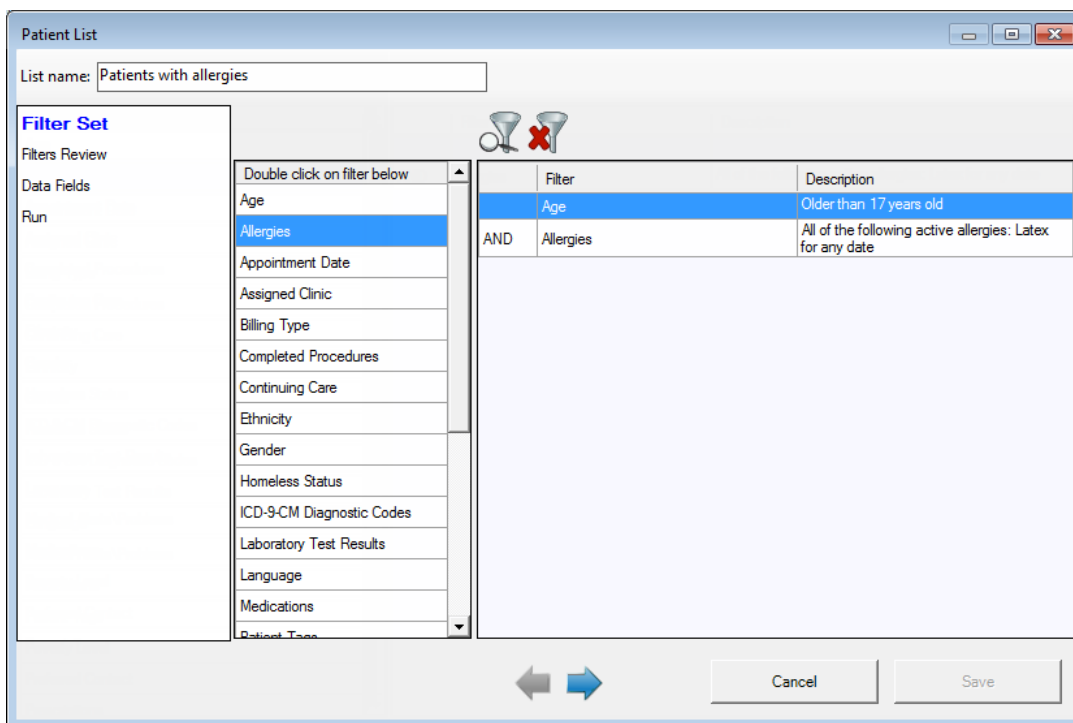 Patient List
List name: Patients with allergies
Filter Set
Filters Review
Data Fields
Run
Double click on filter below
Age
Allergies
Appointment Date
Assigned Clinic
Billing Type
Completed Procedures
Continuing Care
Ethnicity
Gender
Homeless Status
ICD-9-CM Diagnostic Codes
Laboratory Test Results
Language
Medications
Patient Tags
Filter Description
Age Older than 17 years old
AND Allergies All of the following active allergies: Latex
for any date
Cancel Save